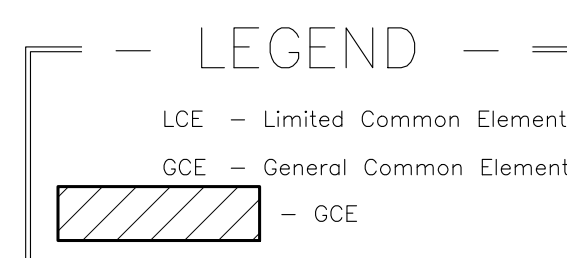 — LEGEND —
LCE – Limited Common Element
GCE – General Common Element
– GCE